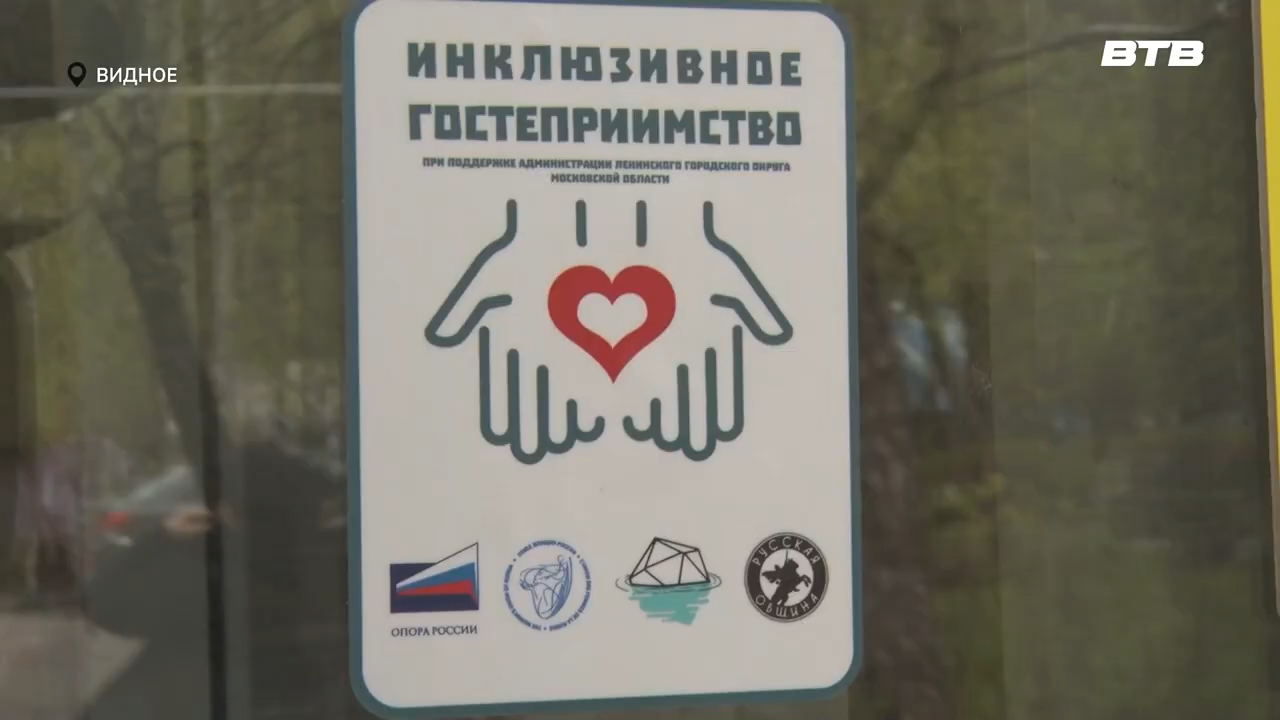 ВИДНОЕ
ВТВ
ИНКЛЮЗИВНОЕ
ГОСТЕПРИИМСТВО
ПРИ ПОДДЕРЖКЕ АДМИНИСТРАЦИИ ЛЕНИНСКОГО ГОРОДСКОГО ОКРУГА
МОСКОВСКОЙ ОБЛАСТИ
ОПОРА РОССИИ
РУССКАЯ
ОБЩИНА